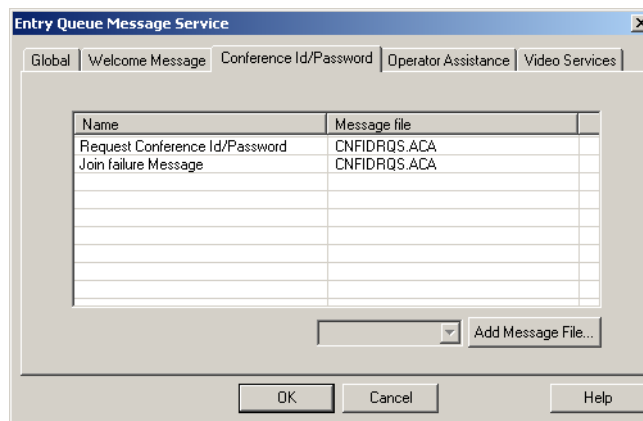 Entry Queue Message Service
Global Welcome Message Conference Id/Password Operator Assistance Video Services
Name Message file
Request Conference Id/Password CNFIDRQS.ACA
Join failure Message CNFIDRQS.ACA
Add Message File...
OK Cancel Help